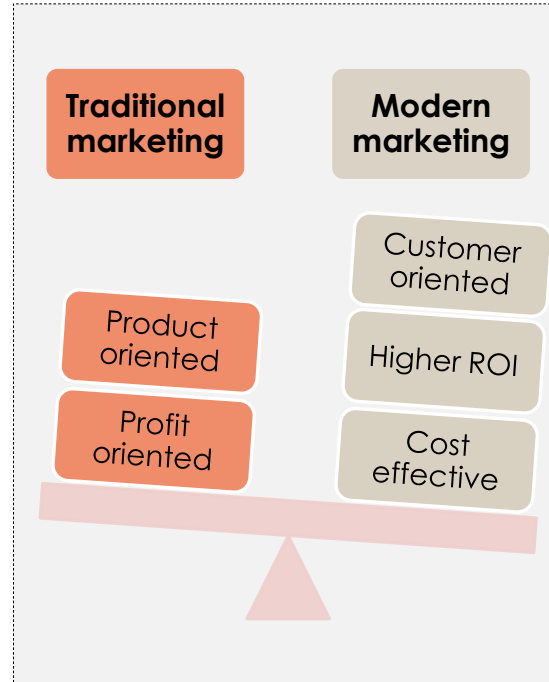 Traditional
marketing
Modern
marketing
Product
oriented
Profit
oriented
Customer
oriented
Higher ROI
Cost
effective